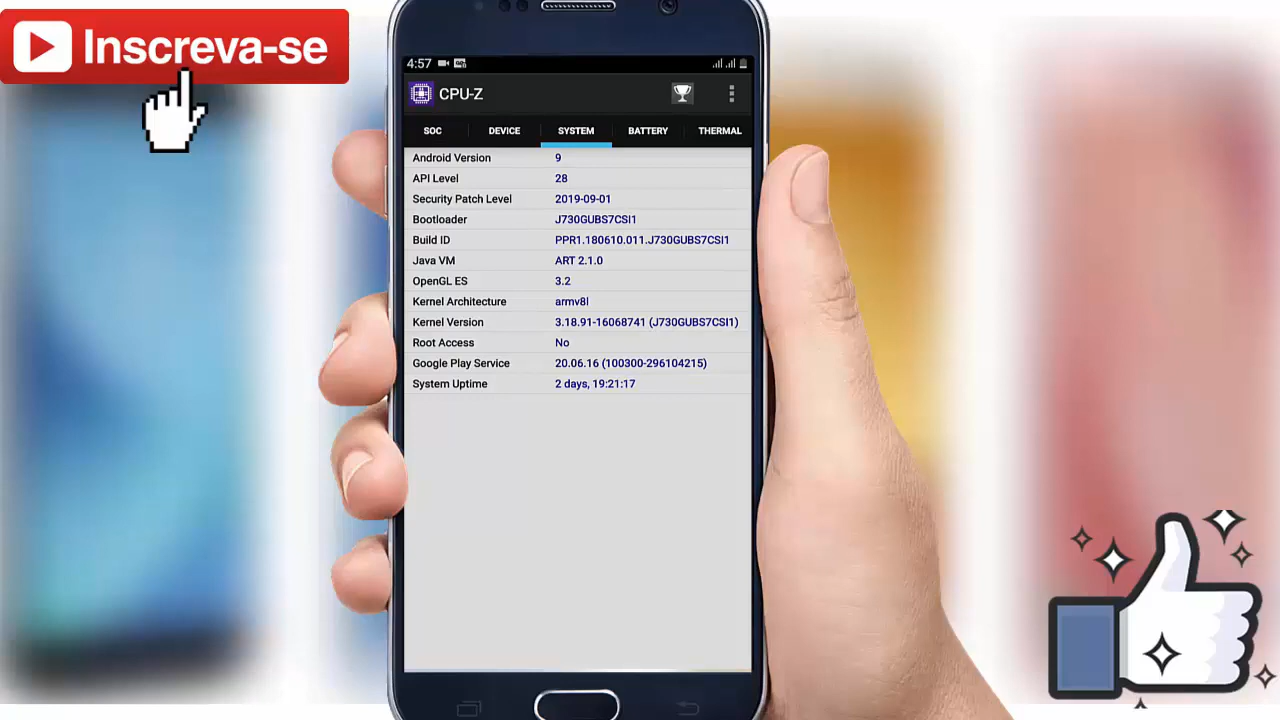 Inscreva-se
4:57
CPU-Z
SOC DEVICE SYSTEM BATTERY THERMAL
Android Version 9
API Level 28
Security Patch Level 2019-09-01
Bootloader J730GUBS7CSI1
Build ID PPR1.180610.011.J730GUBS7CSI1
Java VM ART 2.1.0
OpenGL ES 3.2
Kernel Architecture armv8l
Kernel Version 3.18.91-16068741 (J730GUBS7CSI1)
Root Access No
Google Play Service 20.06.16 (100300-296104215)
System Uptime 2 days, 19:21:17